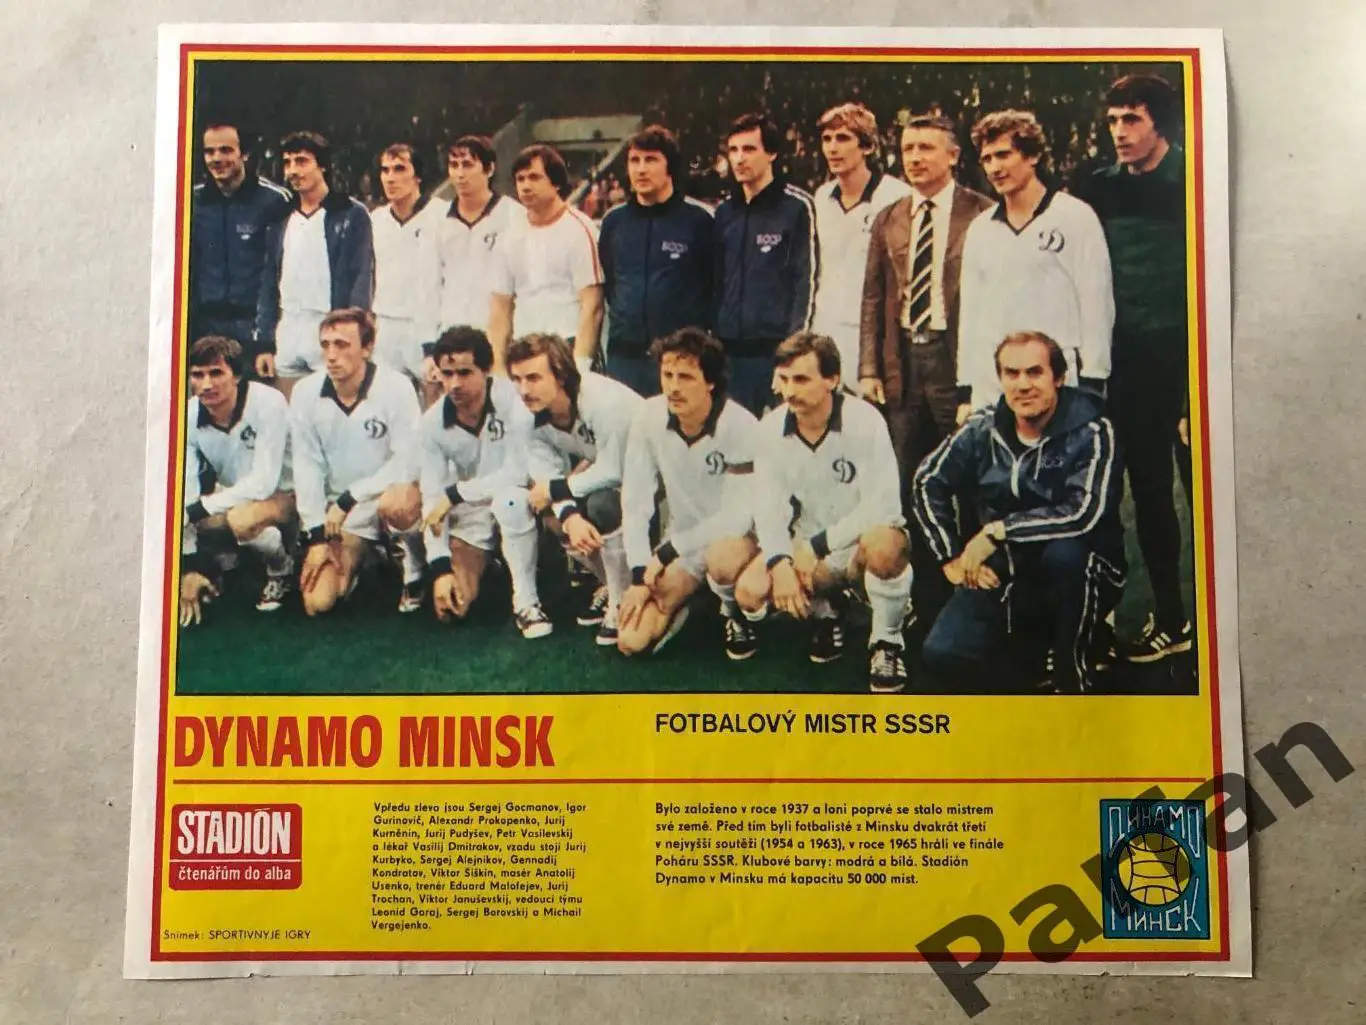 DYNAMO MINSK
FOTBALOVÝ MISTR SSSR
STADIÓN
čtenářům do alba
Snímek: SPORTIVNYJE IGRY
Vpředu zleva jsou Sergej Gocmanov, Igor
Gurinovič, Alexandr Prokopenko, Jurij
Kurněnin, Jurij Pudyšev, Petr Vasilevskij
a lékař Vasilij Dmitrakov, vzadu stojí Jurij
Kurbyko, Sergej Alejnikov, Gennadij
Kondratov, Viktor Šiškin, masér Anatolij
Usenko, trenér Eduard Malofejev, Jurij
Trochan, Viktor Januševskij, vedoucí týmu
Leonid Garaj, Sergej Borovskij a Michail
Vergejenko.
Bylo založeno v roce 1937 a loni poprvé se stalo mistrem
své země. Před tím byli fotbalisté z Minsku dvakrát třetí
v nejvyšší soutěži (1954 a 1963), v roce 1965 hráli ve finále
Poháru SSSR. Klubové barvy: modrá a bílá. Stadión
Dynamo v Minsku má kapacitu 50 000 míst.
ДИНАМО
МИНСК